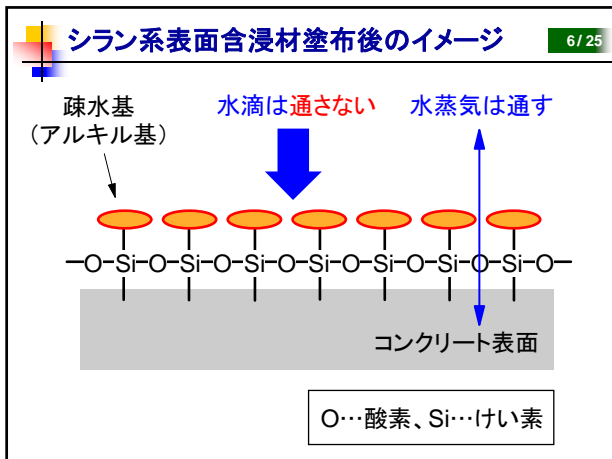 シラン系表面含浸材塗布後のイメージ
6/25
疎水基
（アルキル基）
水滴は通さない
水蒸気は通す
O-Si-O-Si-O-Si-O-Si-O-Si-O-Si-O-Si-O
コンクリート表面
O…酸素、Si…けい素